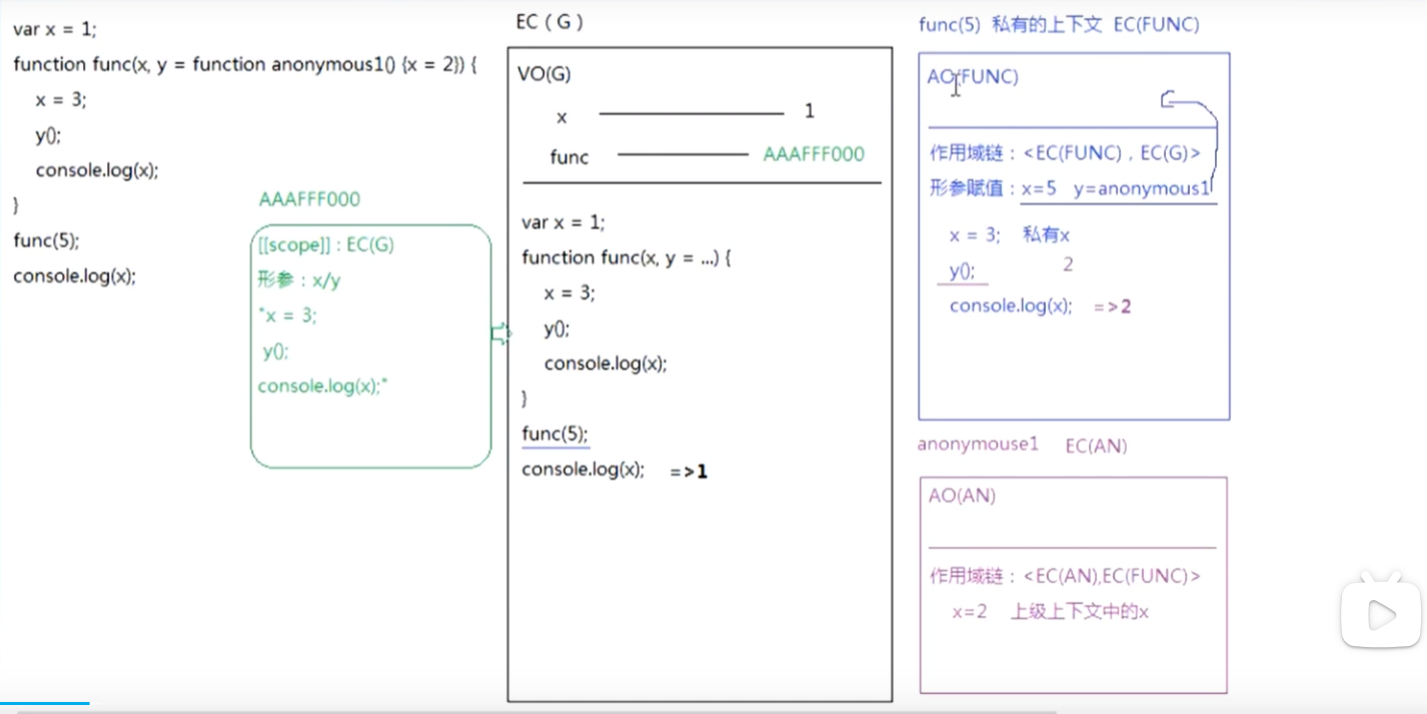 var x = 1;
function func(x, y = function anonymous1() {x = 2}) {
x = 3;
y();
console.log(x);
}
func(5);
console.log(x);
AAAFFF000
[[scope]] : EC(G)
形参 : x/y
"x = 3;
y();
console.log(x);"
EC ( G )
VO(G)
x 1
func AAAFFF000
var x = 1;
function func(x, y = ...) {
x = 3;
y();
console.log(x);
}
func(5);
console.log(x); =>1
func(5) 私有的上下文 EC(FUNC)
AO(FUNC)
作用域链 : <EC(FUNC) , EC(G)>
形参赋值 : x=5 y=anonymous1
x = 3; 私有x
y(); 2
console.log(x); =>2
anonymouse1 EC(AN)
AO(AN)
作用域链 : <EC(AN),EC(FUNC)>
x=2 上级上下文中的x